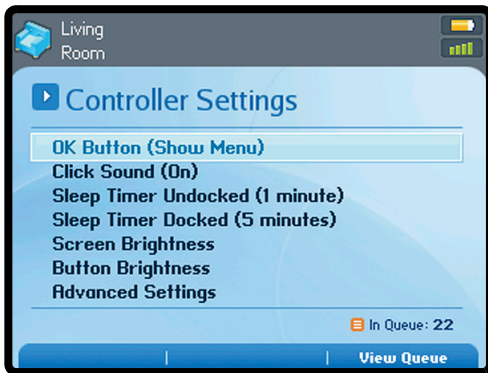 Living
Room
Controller Settings
OK Button (Show Menu)
Click Sound (On)
Sleep Timer Undocked (1 minute)
Sleep Timer Docked (5 minutes)
Screen Brightness
Button Brightness
Advanced Settings
In Queue: 22
View Queue